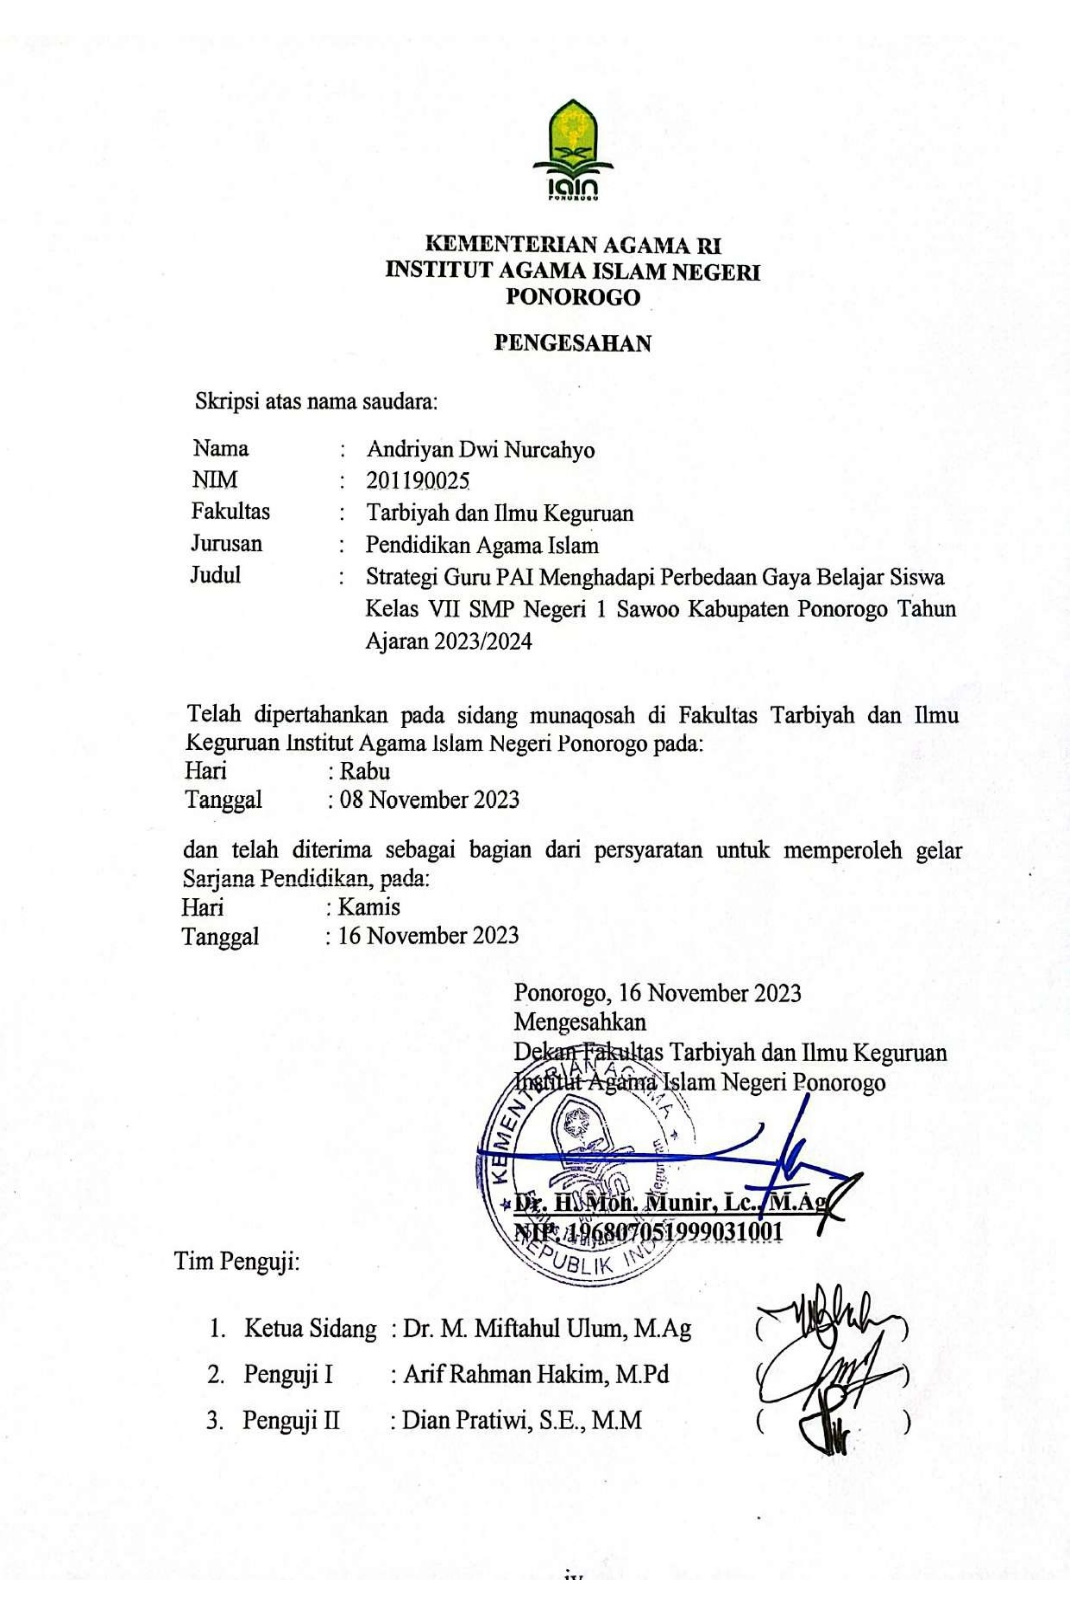 iain
PONOROGO
KEMENTERIAN AGAMA RI
INSTITUT AGAMA ISLAM NEGERI
PONOROGO
PENGESAHAN
Skripsi atas nama saudara:
Nama : Andriyan Dwi Nurcahyo
NIM : 201190025
Fakultas : Tarbiyah dan Ilmu Keguruan
Jurusan : Pendidikan Agama Islam
Judul : Strategi Guru PAI Menghadapi Perbedaan Gaya Belajar Siswa
Kelas VII SMP Negeri 1 Sawoo Kabupaten Ponorogo Tahun
Ajaran 2023/2024
Telah dipertahankan pada sidang munaqosah di Fakultas Tarbiyah dan Ilmu
Keguruan Institut Agama Islam Negeri Ponorogo pada:
Hari : Rabu
Tanggal : 08 November 2023
dan telah diterima sebagai bagian dari persyaratan untuk memperoleh gelar
Sarjana Pendidikan, pada:
Hari : Kamis
Tanggal : 16 November 2023
Ponorogo, 16 November 2023
Mengesahkan
Dekan Fakultas Tarbiyah dan Ilmu Keguruan
Institut Agama Islam Negeri Ponorogo
KEMENTERIAN AGAMA
Dr. H. Moh. Munir, Lc., M.Ag
NIP. 196807051999031001
REPUBLIK
Tim Penguji:
1. Ketua Sidang : Dr. M. Miftahul Ulum, M.Ag ( )
2. Penguji I : Arif Rahman Hakim, M.Pd ( )
3. Penguji II : Dian Pratiwi, S.E., M.M ( )
iv